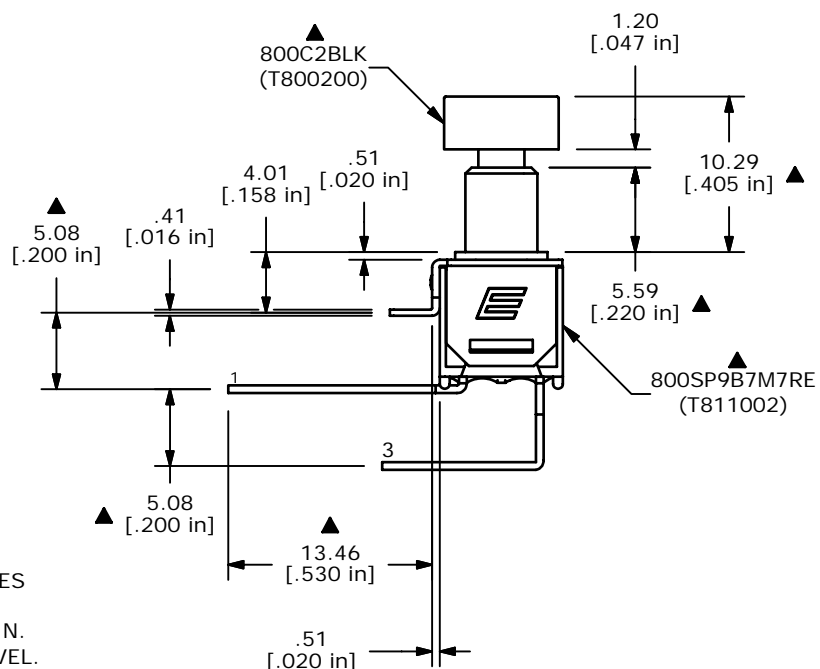 800C2BLK
(T800200)
1.20
[.047 in]
10.29
[.405 in]
4.01
[.158 in]
.51
[.020 in]
5.08
[.200 in]
.41
[.016 in]
5.59
[.220 in]
E
800SP9B7M7RE
(T811002)
1
3
5.08
[.200 in]
13.46
[.530 in]
.51
[.020 in]
ES
N.
VEL.